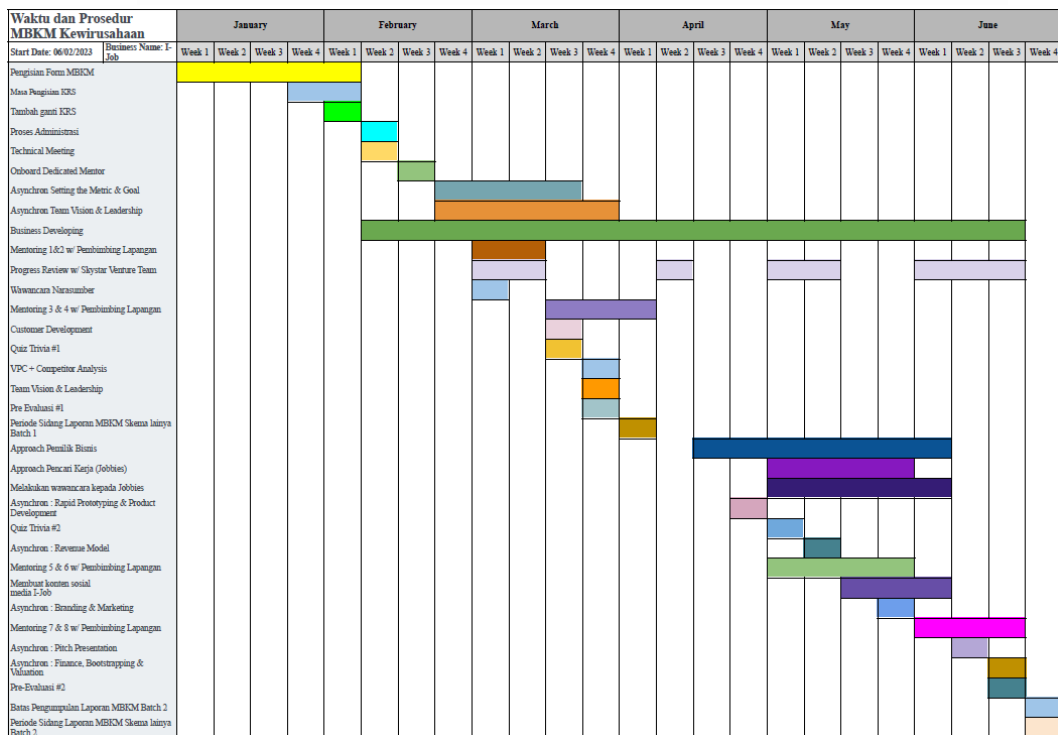 Waktu dan Prosedur
MBKM Kewirusahaan
January February March April May June
Start Date: 06/02/2023
Business Name: I-
Job
Week 1 Week 2 Week 3 Week 4 Week 1 Week 2 Week 3 Week 4 Week 1 Week 2 Week 3 Week 4 Week 1 Week 2 Week 3 Week 4 Week 1 Week 2 Week 3 Week 4 Week 1 Week 2 Week 3 Week 4
Pengisian Form MBKM
Masa Pengisian KRS
Tambah ganti KRS
Proses Administrasi
Technical Meeting
Onboard Dedicated Mentor
Asynchron Setting the Metric & Goal
Asynchron Team Vision & Leadership
Business Developing
Mentoring 1&2 w/ Pembimbing Lapangan
Progress Review w/ Skystar Venture Team
Wawancara Narasumber
Mentoring 3 & 4 w/ Pembimbing Lapangan
Customer Development
Quiz Trivia #1
VPC + Competitor Analysis
Team Vision & Leadership
Pre Evaluasi #1
Periode Sidang Laporan MBKM Skema lainya
Batch 1
Approach Pemilik Bisnis
Approach Pencari Kerja (Jobbies)
Melakukan wawancara kepada Jobbies
Asynchron : Rapid Prototyping & Product
Development
Quiz Trivia #2
Asynchron : Revenue Model
Mentoring 5 & 6 w/ Pembimbing Lapangan
Membuat konten sosial
media I-Job
Asynchron : Branding & Marketing
Mentoring 7 & 8 w/ Pembimbing Lapangan
Asynchron : Pitch Presentation
Asynchron : Finance, Bootstrapping &
Valuation
Pre-Evaluasi #2
Batas Pengumpulan Laporan MBKM Batch 2
Periode Sidang Laporan MBKM Skema lainya
Batch 2